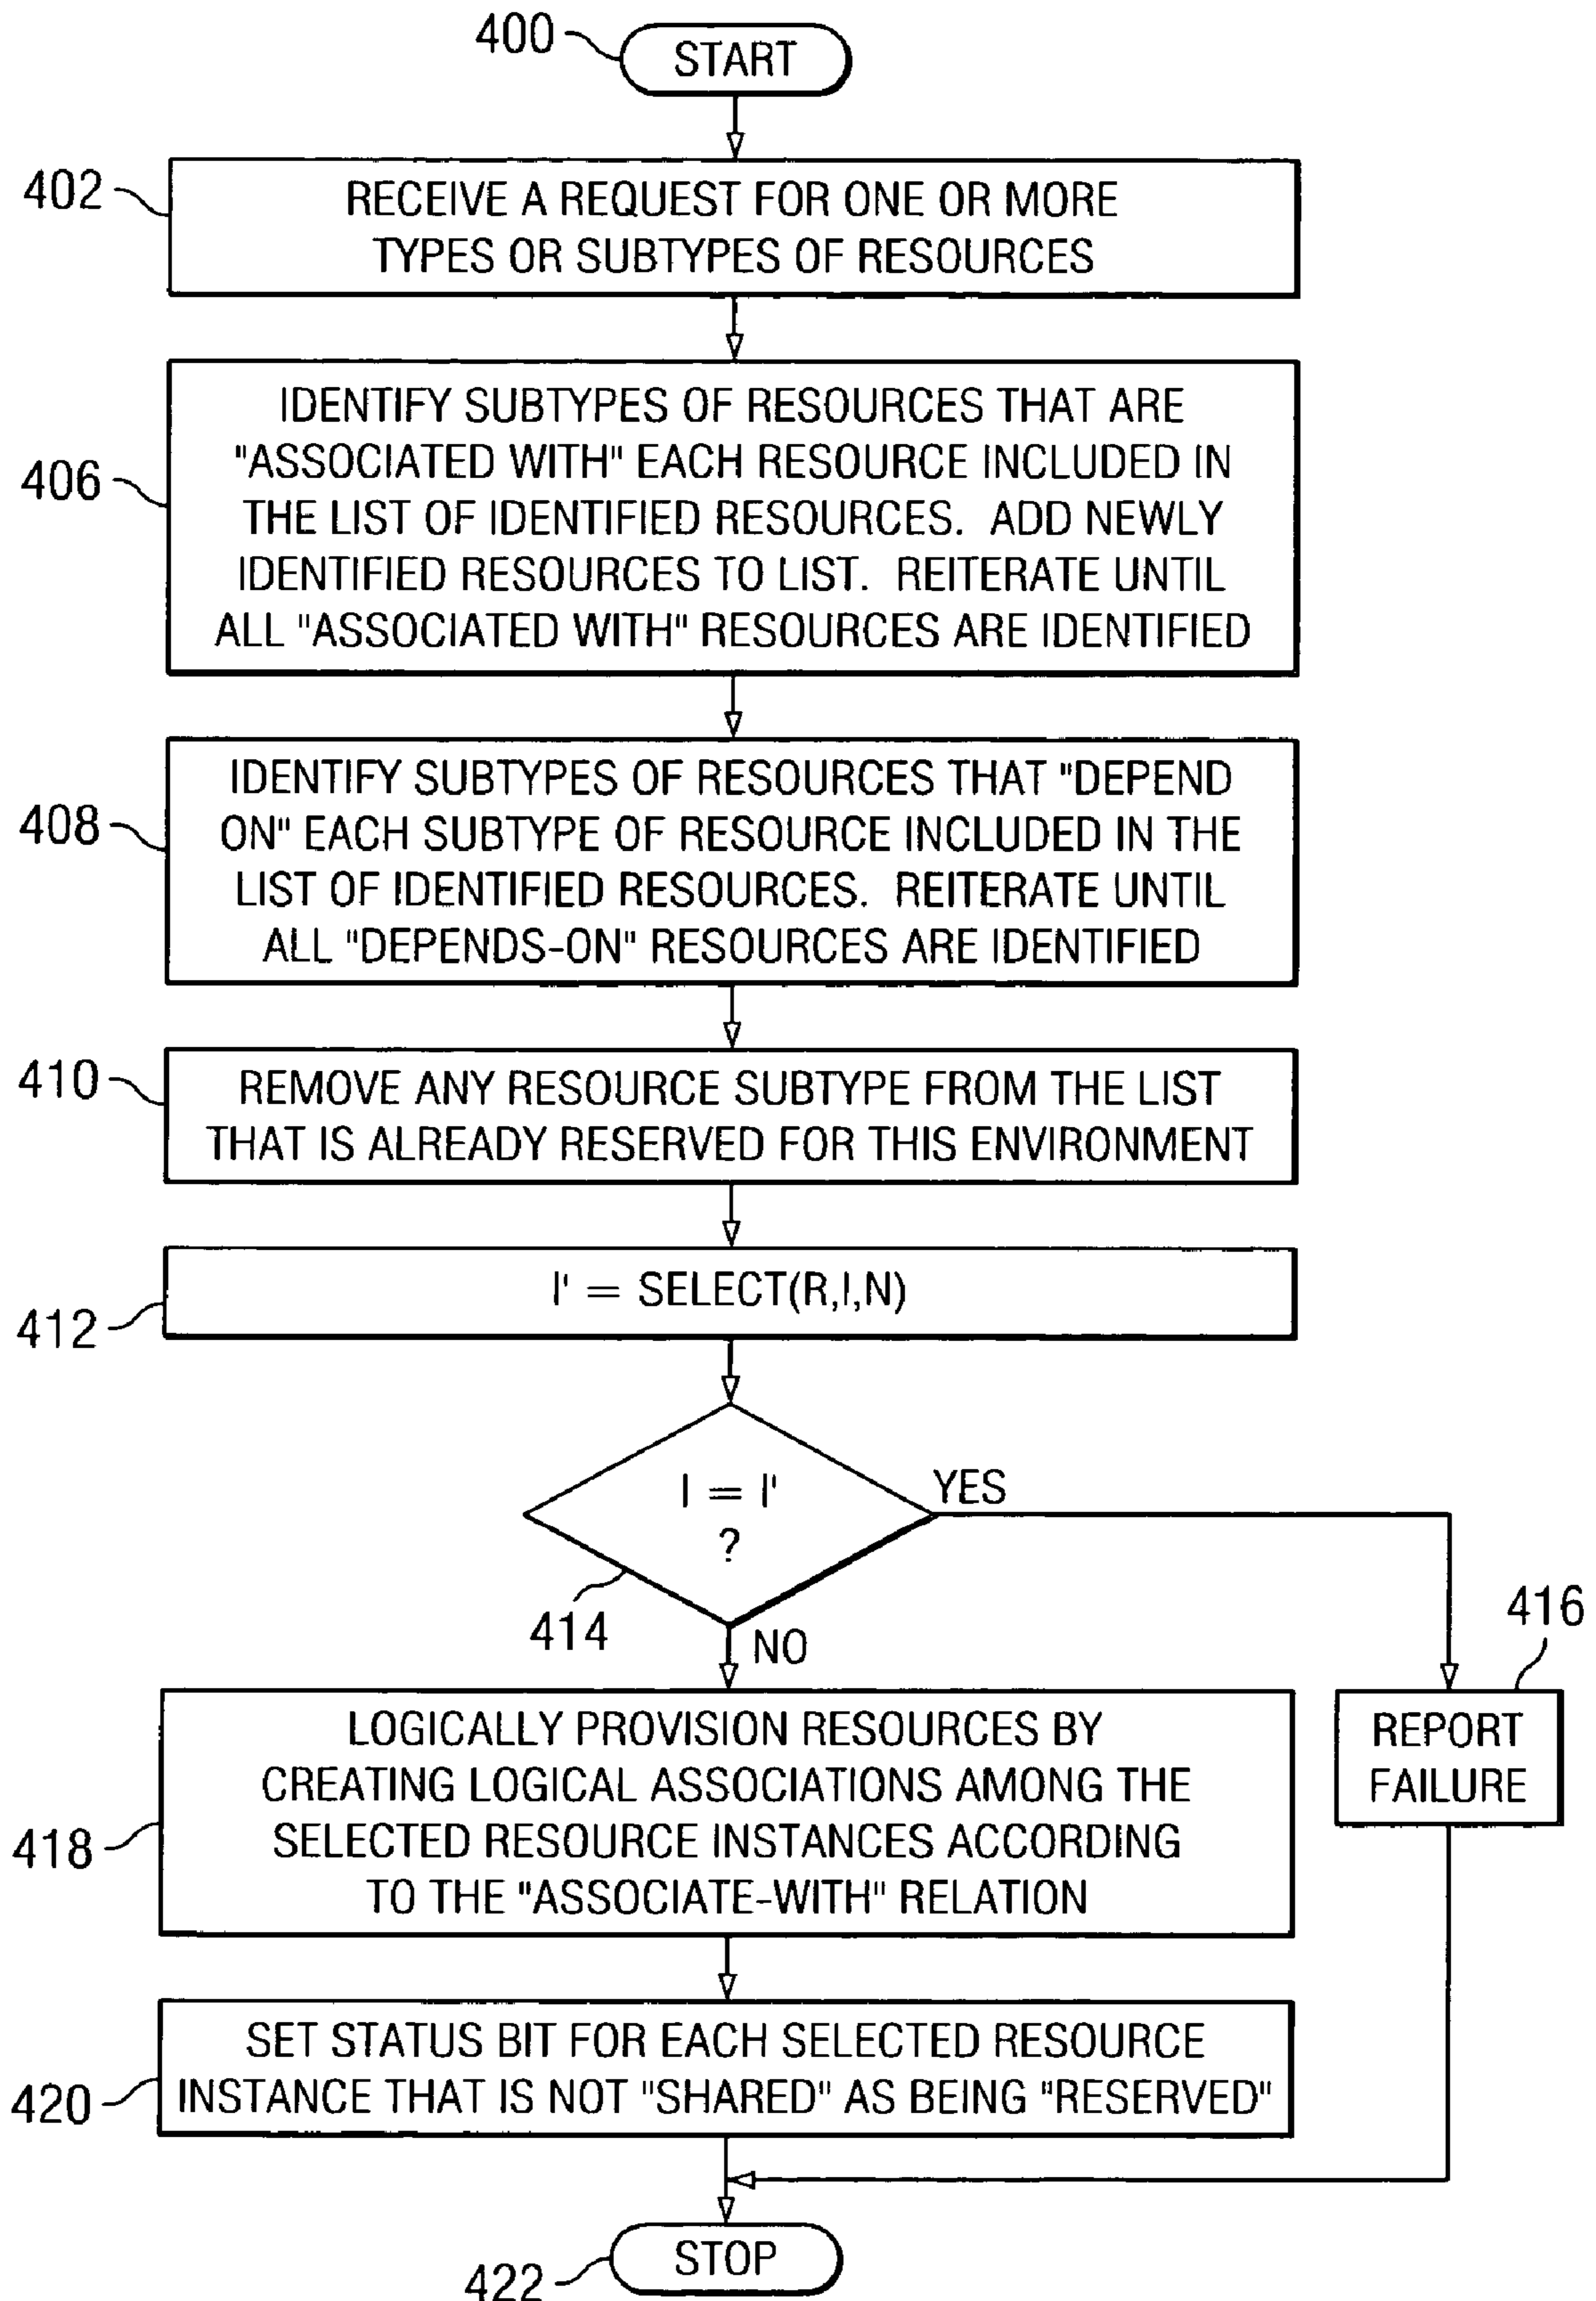 400
START
402
RECEIVE A REQUEST FOR ONE OR MORE
TYPES OR SUBTYPES OF RESOURCES
406
IDENTIFY SUBTYPES OF RESOURCES THAT ARE
"ASSOCIATED WITH" EACH RESOURCE INCLUDED IN
THE LIST OF IDENTIFIED RESOURCES. ADD NEWLY
IDENTIFIED RESOURCES TO LIST. REITERATE UNTIL
ALL "ASSOCIATED WITH" RESOURCES ARE IDENTIFIED
408
IDENTIFY SUBTYPES OF RESOURCES THAT "DEPEND
ON" EACH SUBTYPE OF RESOURCE INCLUDED IN THE
LIST OF IDENTIFIED RESOURCES. REITERATE UNTIL
ALL "DEPENDS-ON" RESOURCES ARE IDENTIFIED
410
REMOVE ANY RESOURCE SUBTYPE FROM THE LIST
THAT IS ALREADY RESERVED FOR THIS ENVIRONMENT
412
I' = SELECT(R,I,N)
I = I'
?
YES
414
NO
416
REPORT
FAILURE
418
LOGICALLY PROVISION RESOURCES BY
CREATING LOGICAL ASSOCIATIONS AMONG THE
SELECTED RESOURCE INSTANCES ACCORDING
TO THE "ASSOCIATE-WITH" RELATION
420
SET STATUS BIT FOR EACH SELECTED RESOURCE
INSTANCE THAT IS NOT "SHARED" AS BEING "RESERVED"
422
STOP